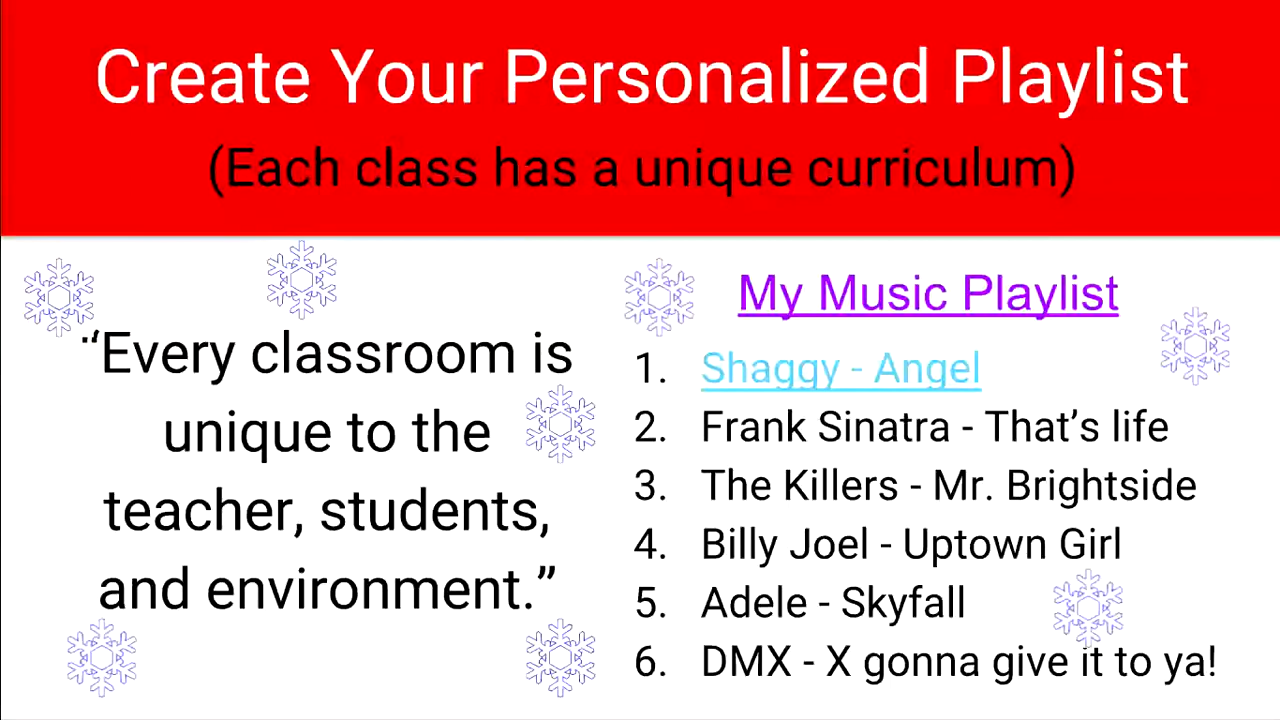 Create Your Personalized Playlist
(Each class has a unique curriculum)
“Every classroom is
unique to the
teacher, students,
and environment.”
My Music Playlist
1. Shaggy - Angel
2. Frank Sinatra - That’s life
3. The Killers - Mr. Brightside
4. Billy Joel - Uptown Girl
5. Adele - Skyfall
6. DMX - X gonna give it to ya!